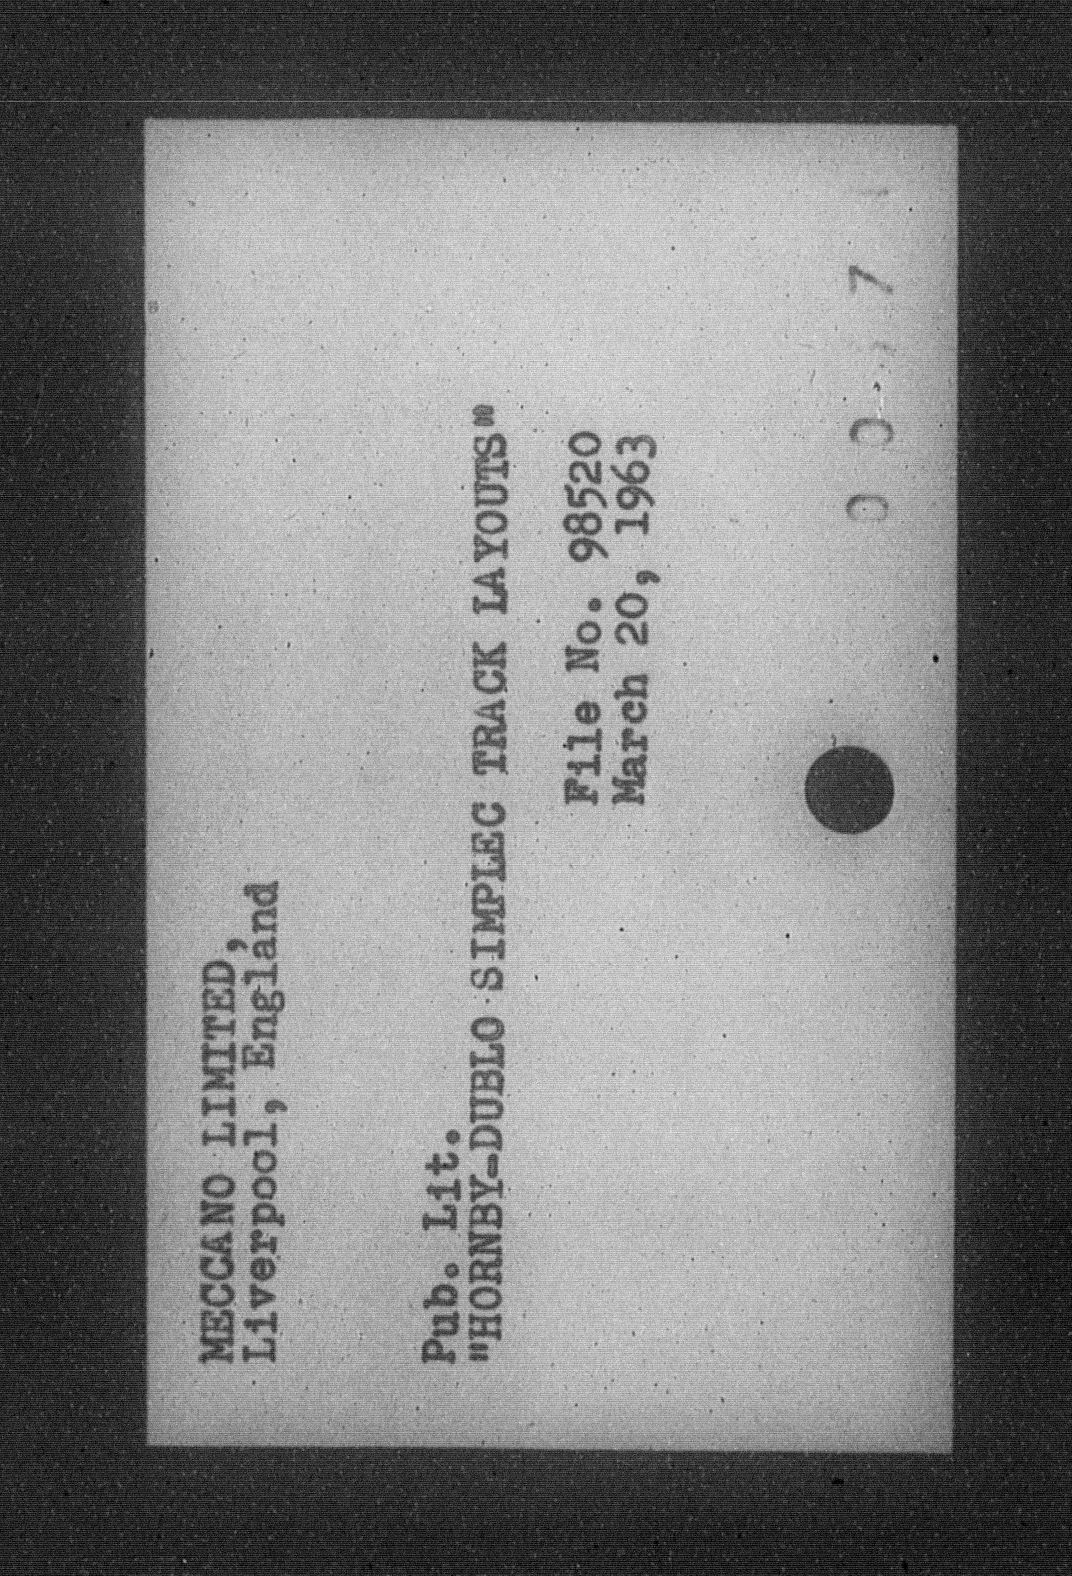 MECCANO LIMITED,
Liverpool, England
Pub. Lit.
"HORNBY-DUBLO SIMPLEC TRACK LAYOUTS"
File No. 98520
March 20, 1963